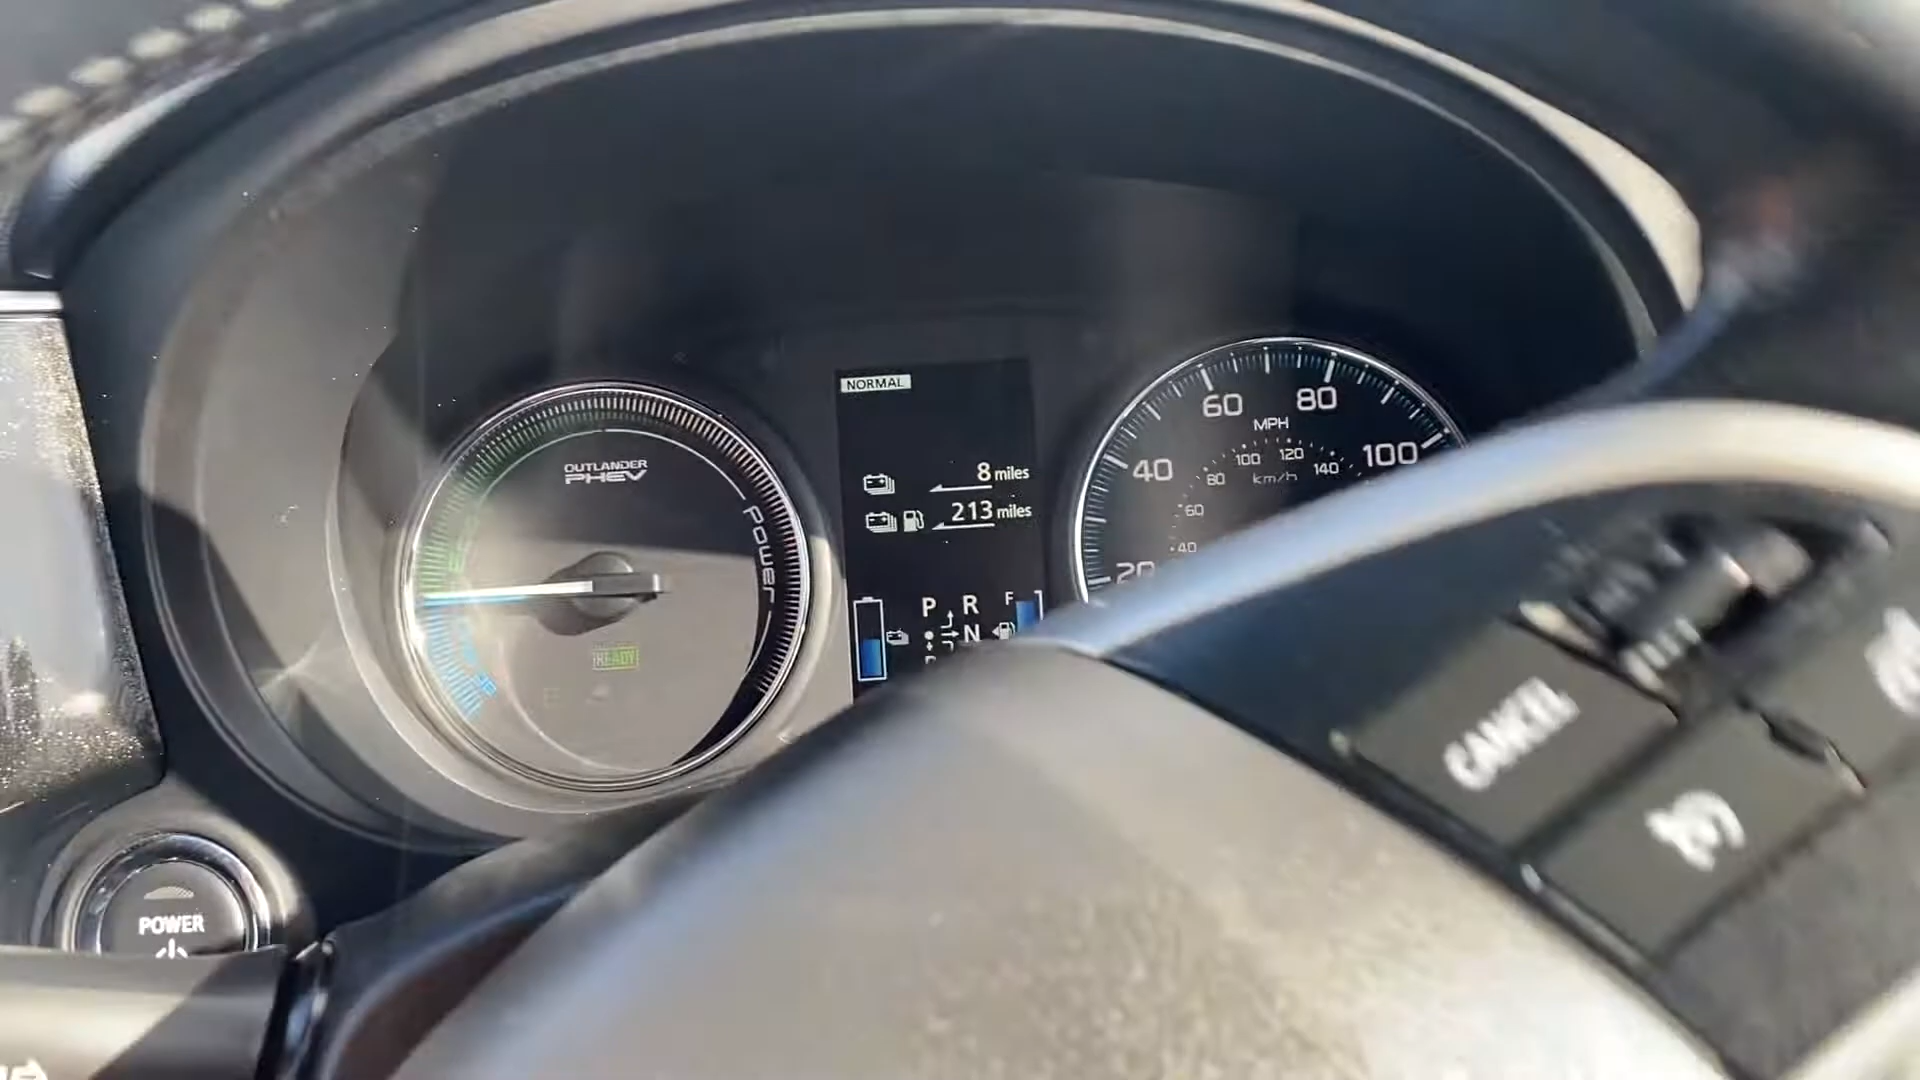 OUTLANDER
PHEV
Power
READY
NORMAL
8 miles
213 miles
P R
N
F
20
40
60
80
100
MPH
40
60
80
100
120
140
km/h
POWER
CANCEL